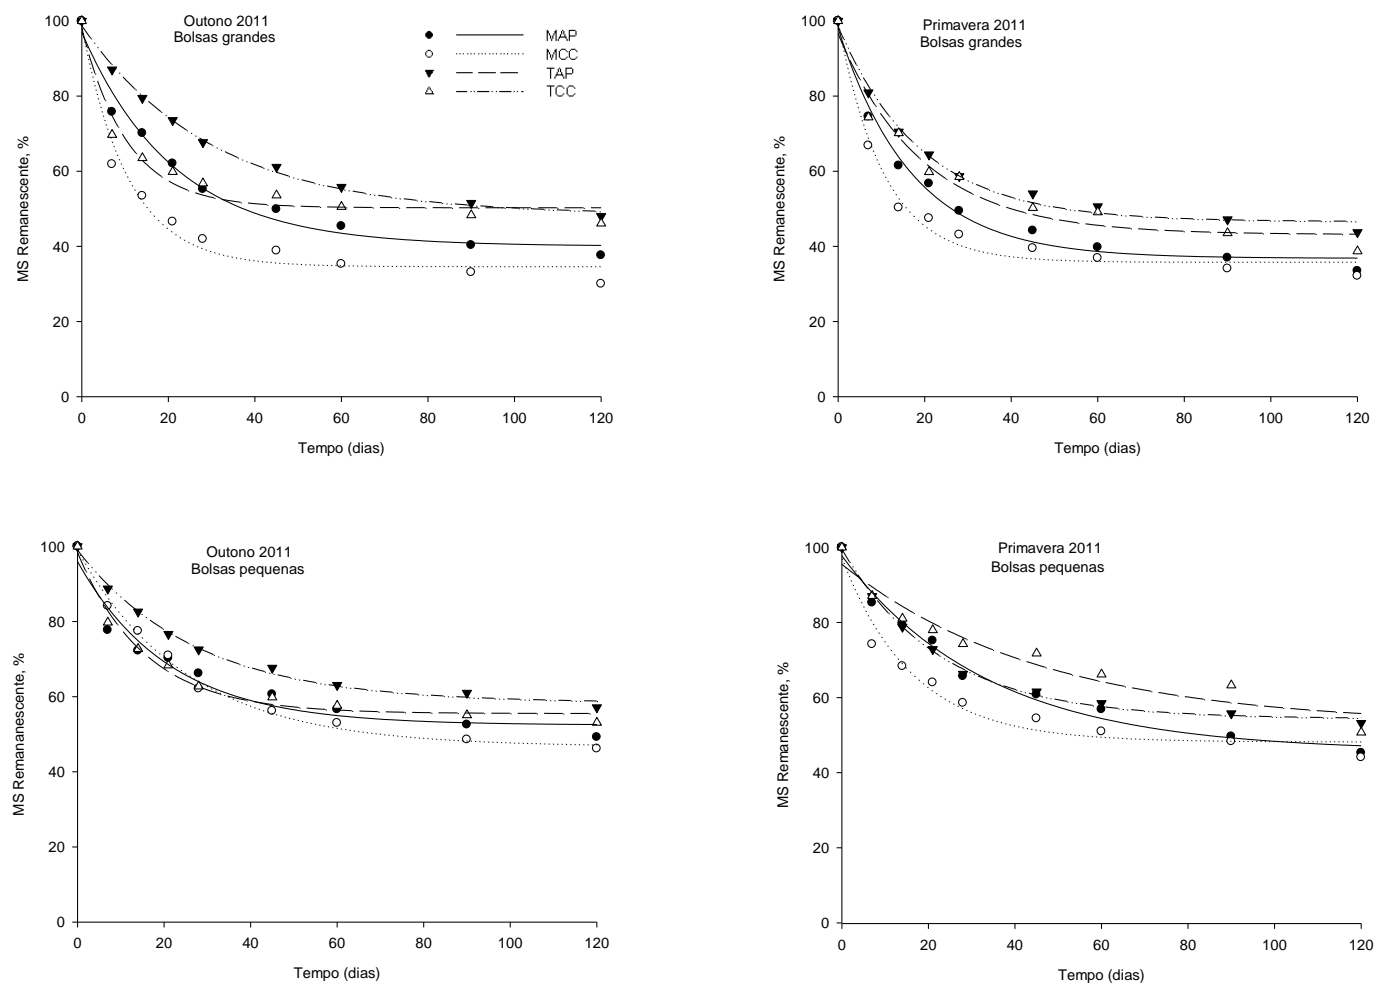 Outono 2011
Bolsas grandes
MAP
MCC
TAP
TCC
MS Remanescente, %
100
80
60
40
20
0
0 20 40 60 80 100 120
Tempo (dias)
Primavera 2011
Bolsas grandes
MS Remanescente, %
100
80
60
40
20
0
0 20 40 60 80 100 120
Tempo (dias)
Outono 2011
Bolsas pequenas
MS Remananescente, %
100
80
60
40
20
0
0 20 40 60 80 100 120
Tempo (dias)
Primavera 2011
Bolsas pequenas
MS Remanescente, %
100
80
60
40
20
0
0 20 40 60 80 100 120
Tempo (dias)